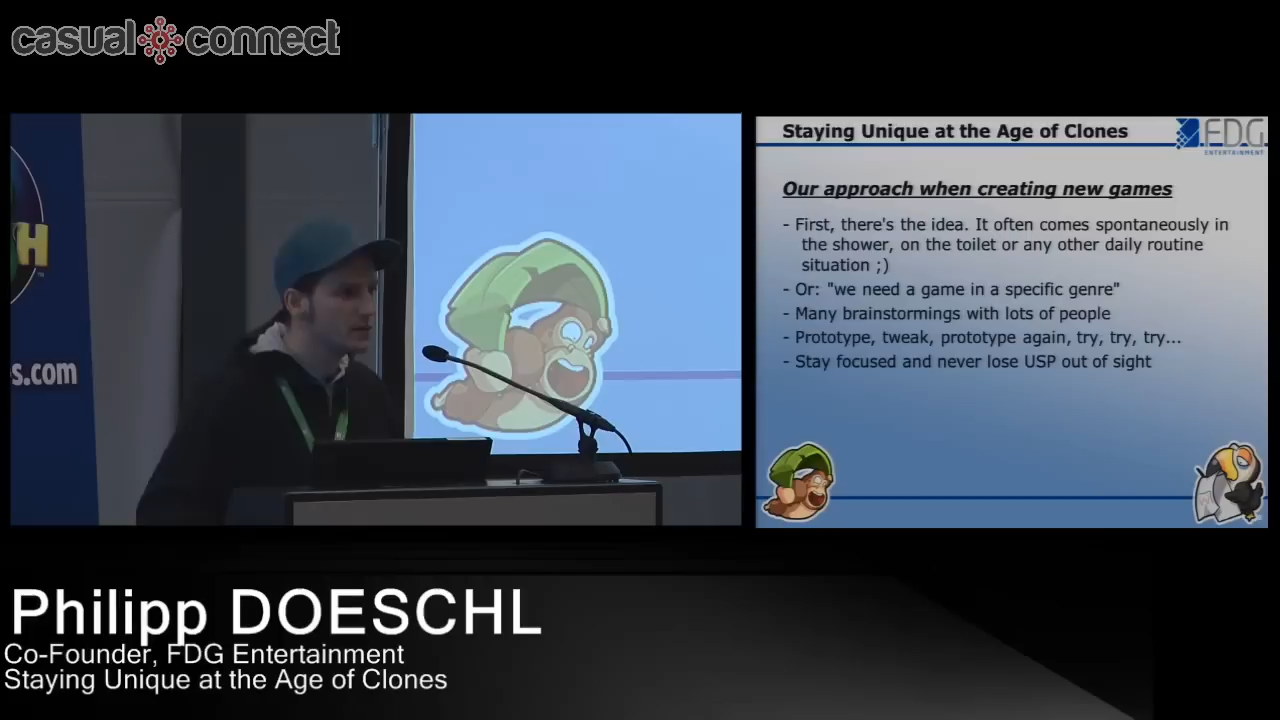 casual connect
H
s.com
Staying Unique at the Age of Clones
FDG
ENTERTAINMENT
Our approach when creating new games
- First, there's the idea. It often comes spontaneously in
the shower, on the toilet or any other daily routine
situation ;)
- Or: "we need a game in a specific genre"
- Many brainstormings with lots of people
- Prototype, tweak, prototype again, try, try, try...
- Stay focused and never lose USP out of sight
Philipp DOESCHL
Co-Founder, FDG Entertainment
Staying Unique at the Age of Clones